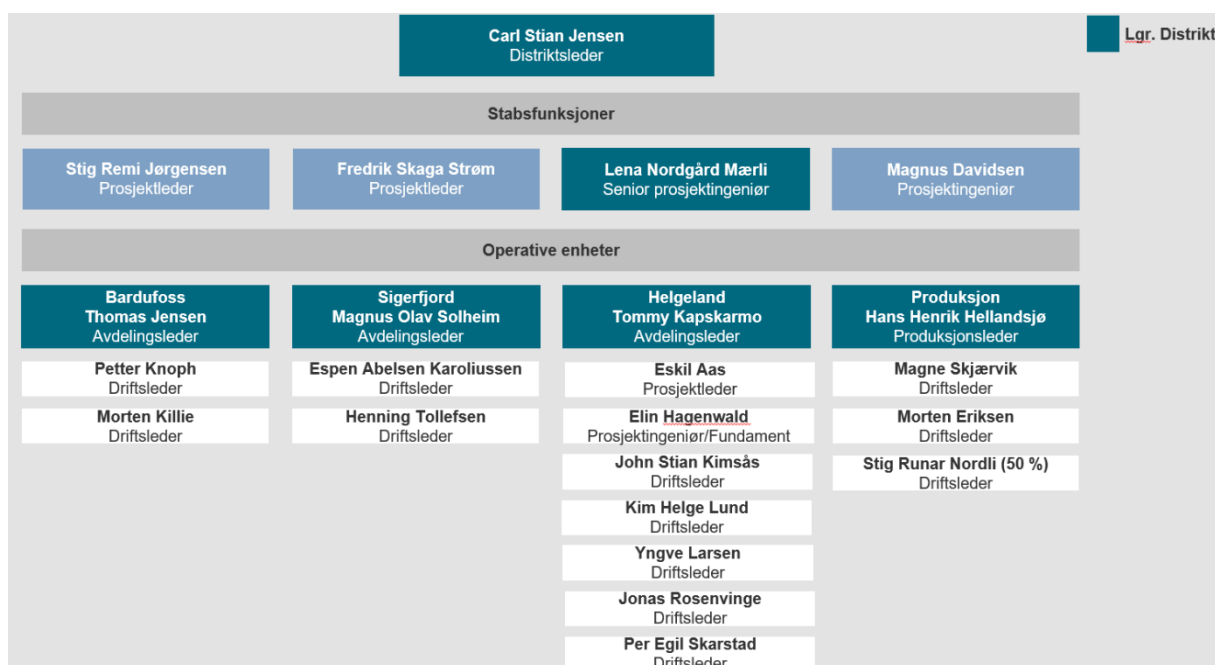 Carl Stian Jensen
Distriktsleder
Lgr. Distrikt
Stabsfunksjoner
Stig Remi Jørgensen
Prosjektleder
Fredrik Skaga Strøm
Prosjektleder
Lena Nordgård Mærli
Senior prosjektingeniør
Magnus Davidsen
Prosjektingeniør
Operative enheter
Bardufoss
Thomas Jensen
Avdelingsleder
Petter Knoph
Driftsleder
Morten Killie
Driftsleder
Sigerfjord
Magnus Olav Solheim
Avdelingsleder
Espen Abelsen Karoliussen
Driftsleder
Henning Tollefsen
Driftsleder
Helgeland
Tommy Kapskarmo
Avdelingsleder
Eskil Aas
Prosjektleder
Elin Hagenwald
Prosjektingeniør/Fundament
John Stian Kimsås
Driftsleder
Kim Helge Lund
Driftsleder
Yngve Larsen
Driftsleder
Jonas Rosenvinge
Driftsleder
Per Egil Skarstad
Driftsleder
Produksjon
Hans Henrik Hellandsjø
Produksjonsleder
Magne Skjærvik
Driftsleder
Morten Eriksen
Driftsleder
Stig Runar Nordli (50 %)
Driftsleder